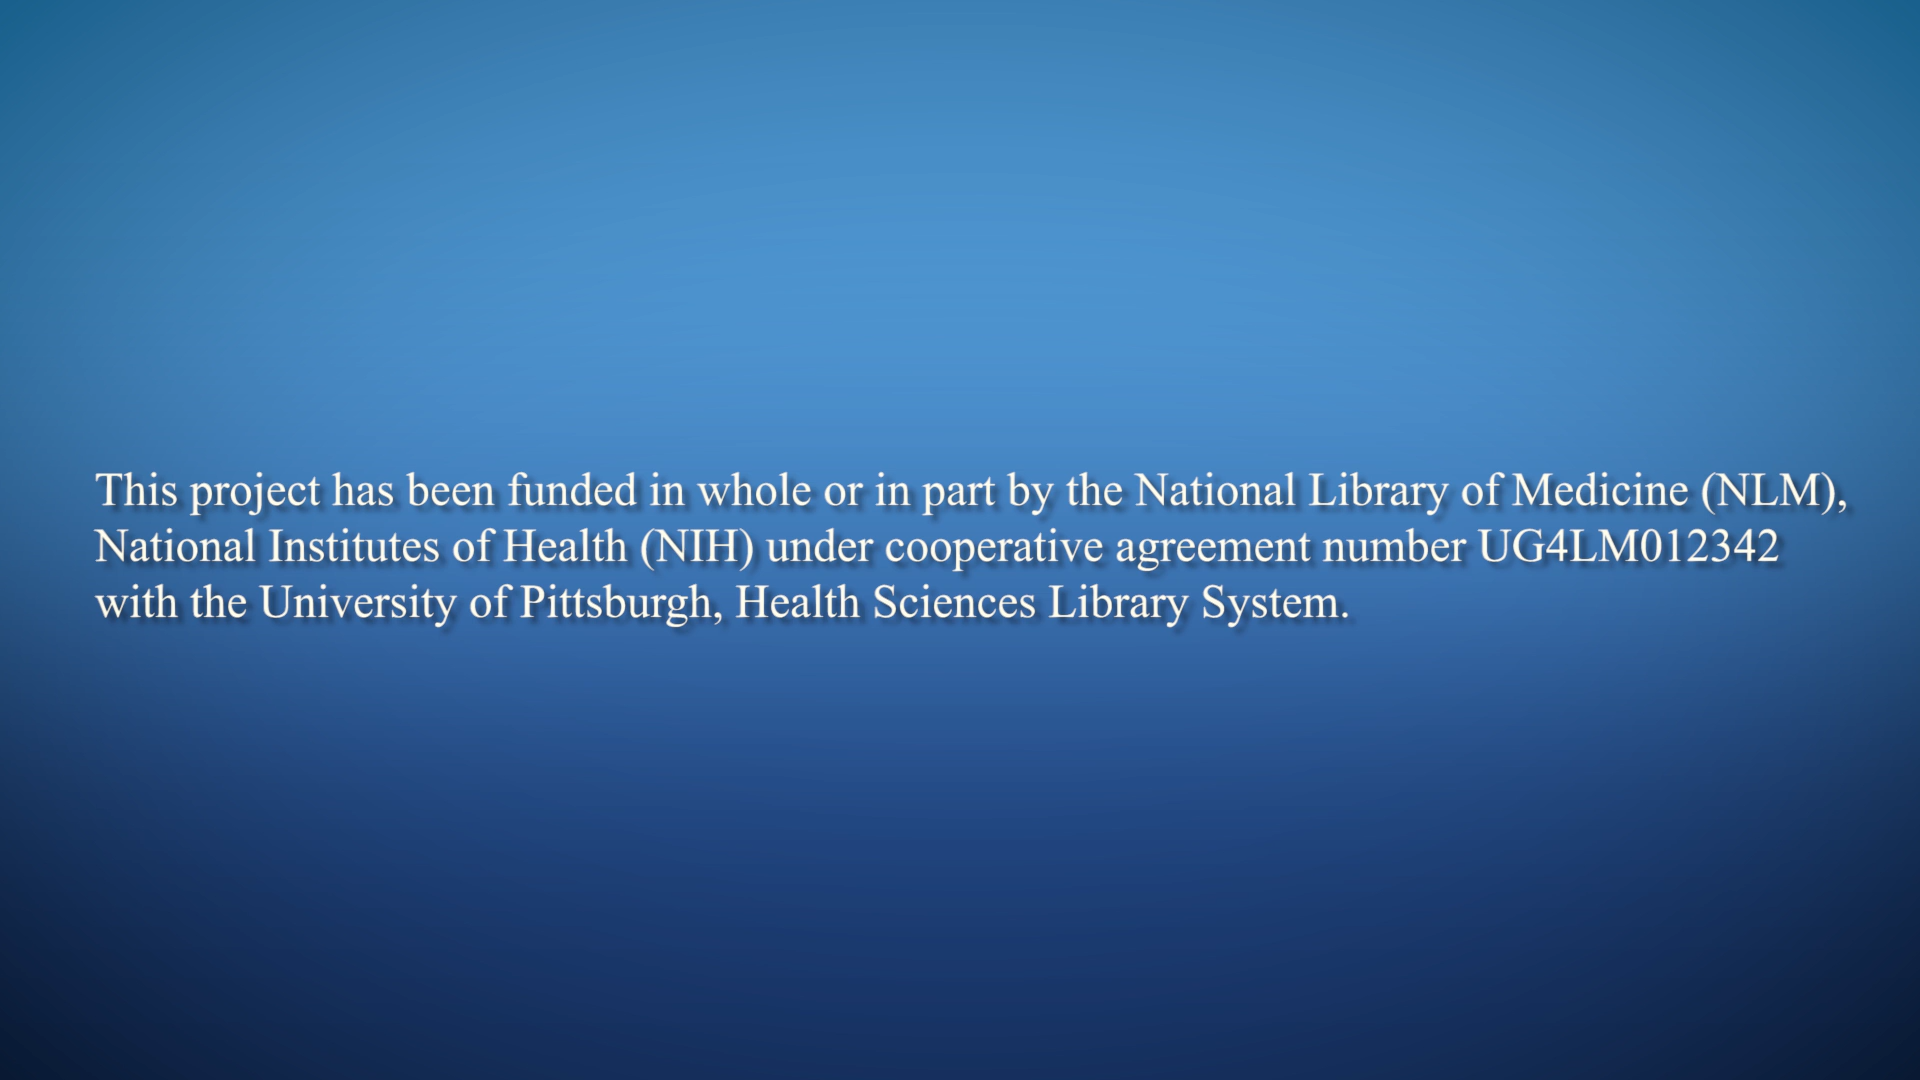 This project has been funded in whole or in part by the National Library of Medicine (NLM),
National Institutes of Health (NIH) under cooperative agreement number UG4LM012342
with the University of Pittsburgh, Health Sciences Library System.